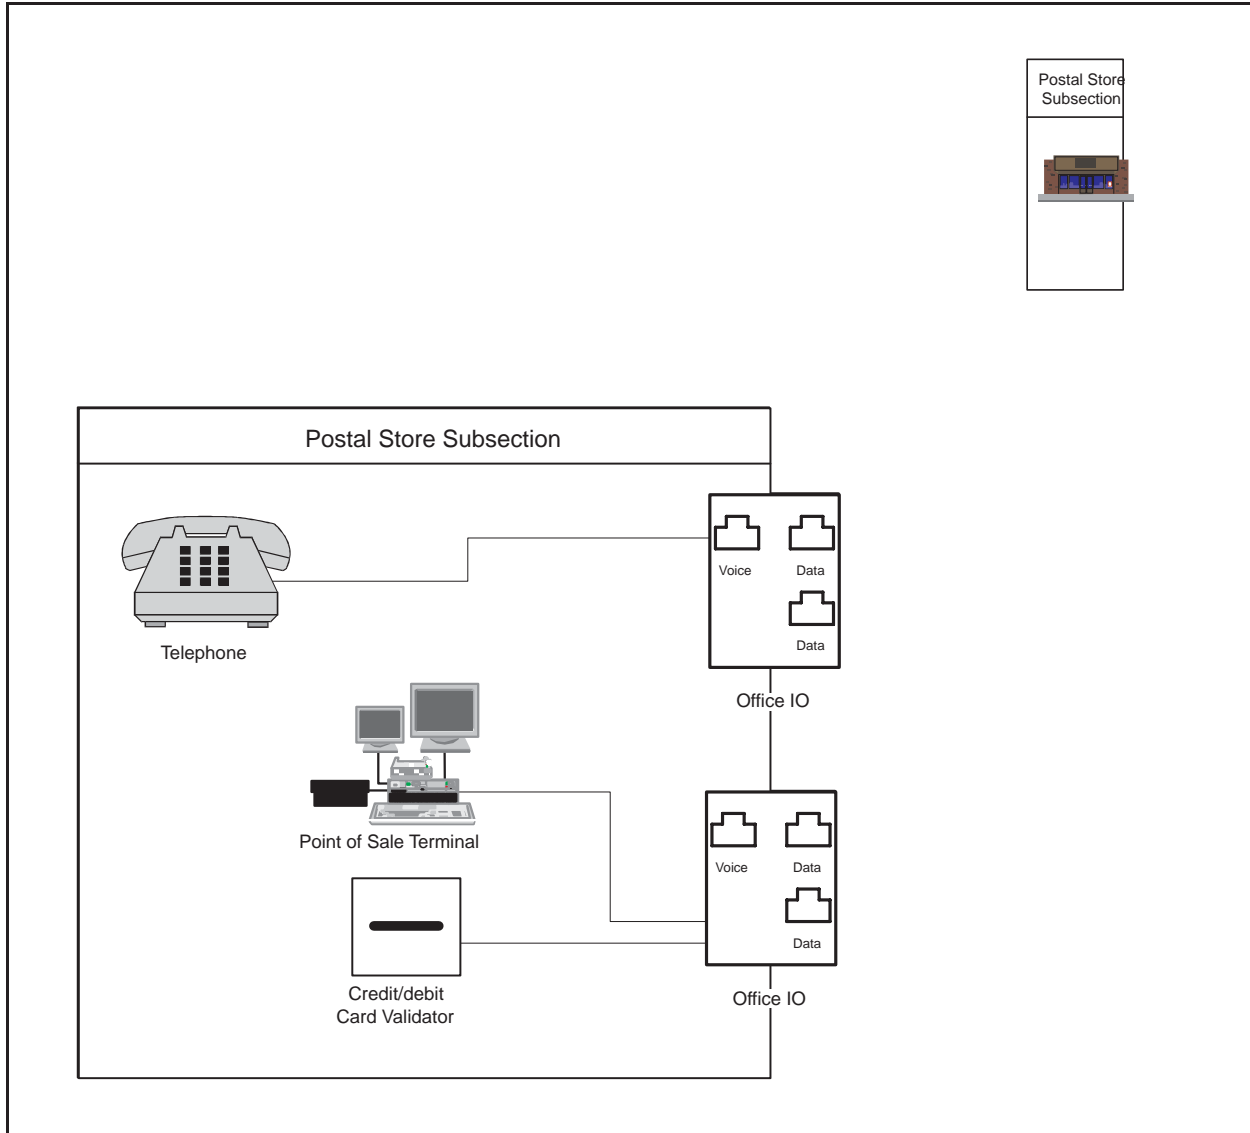 Postal Store
Subsection
Postal Store Subsection
Voice
Data
Data
Telephone
Office IO
Point of Sale Terminal
Voice
Data
Data
Credit/debit
Card Validator
Office IO